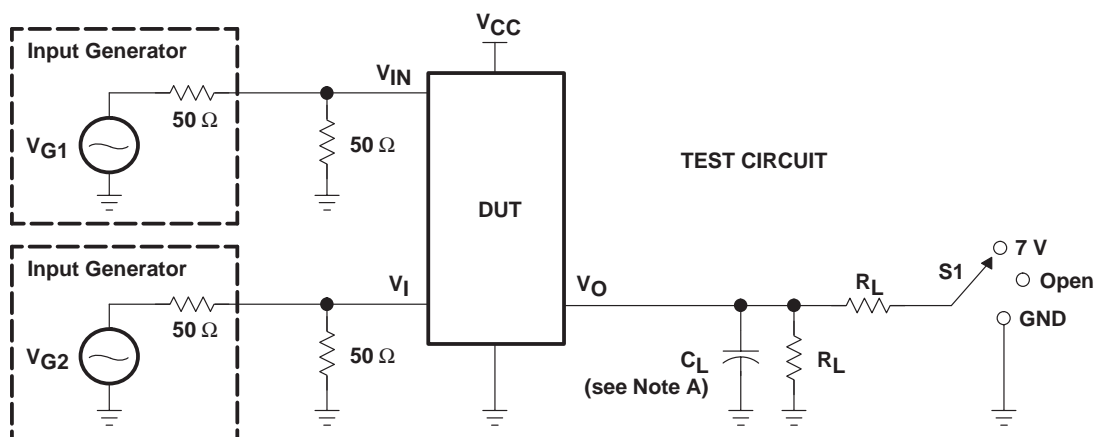 VCC
Input Generator
VIN
50 Ω
VG1
50 Ω
TEST CIRCUIT
DUT
Input Generator
VI
VO
50 Ω
VG2
50 Ω
CL
(see Note A)
RL
RL
S1
7 V
Open
GND